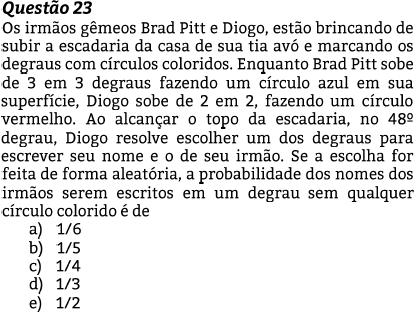 Questão 23
Os irmãos gêmeos Brad Pitt e Diogo, estão brincando de
subir a escadaria da casa de sua tia avó e marcando os
degraus com círculos coloridos. Enquanto Brad Pitt sobe
de 3 em 3 degraus fazendo um círculo azul em sua
superfície, Diogo sobe de 2 em 2, fazendo um círculo
vermelho. Ao alcançar o topo da escadaria, no 48º
degrau, Diogo resolve escolher um dos degraus para
escrever seu nome e o de seu irmão. Se a escolha for
feita de forma aleatória, a probabilidade dos nomes dos
irmãos serem escritos em um degrau sem qualquer
círculo colorido é de
a) 1/6
b) 1/5
c) 1/4
d) 1/3
e) 1/2